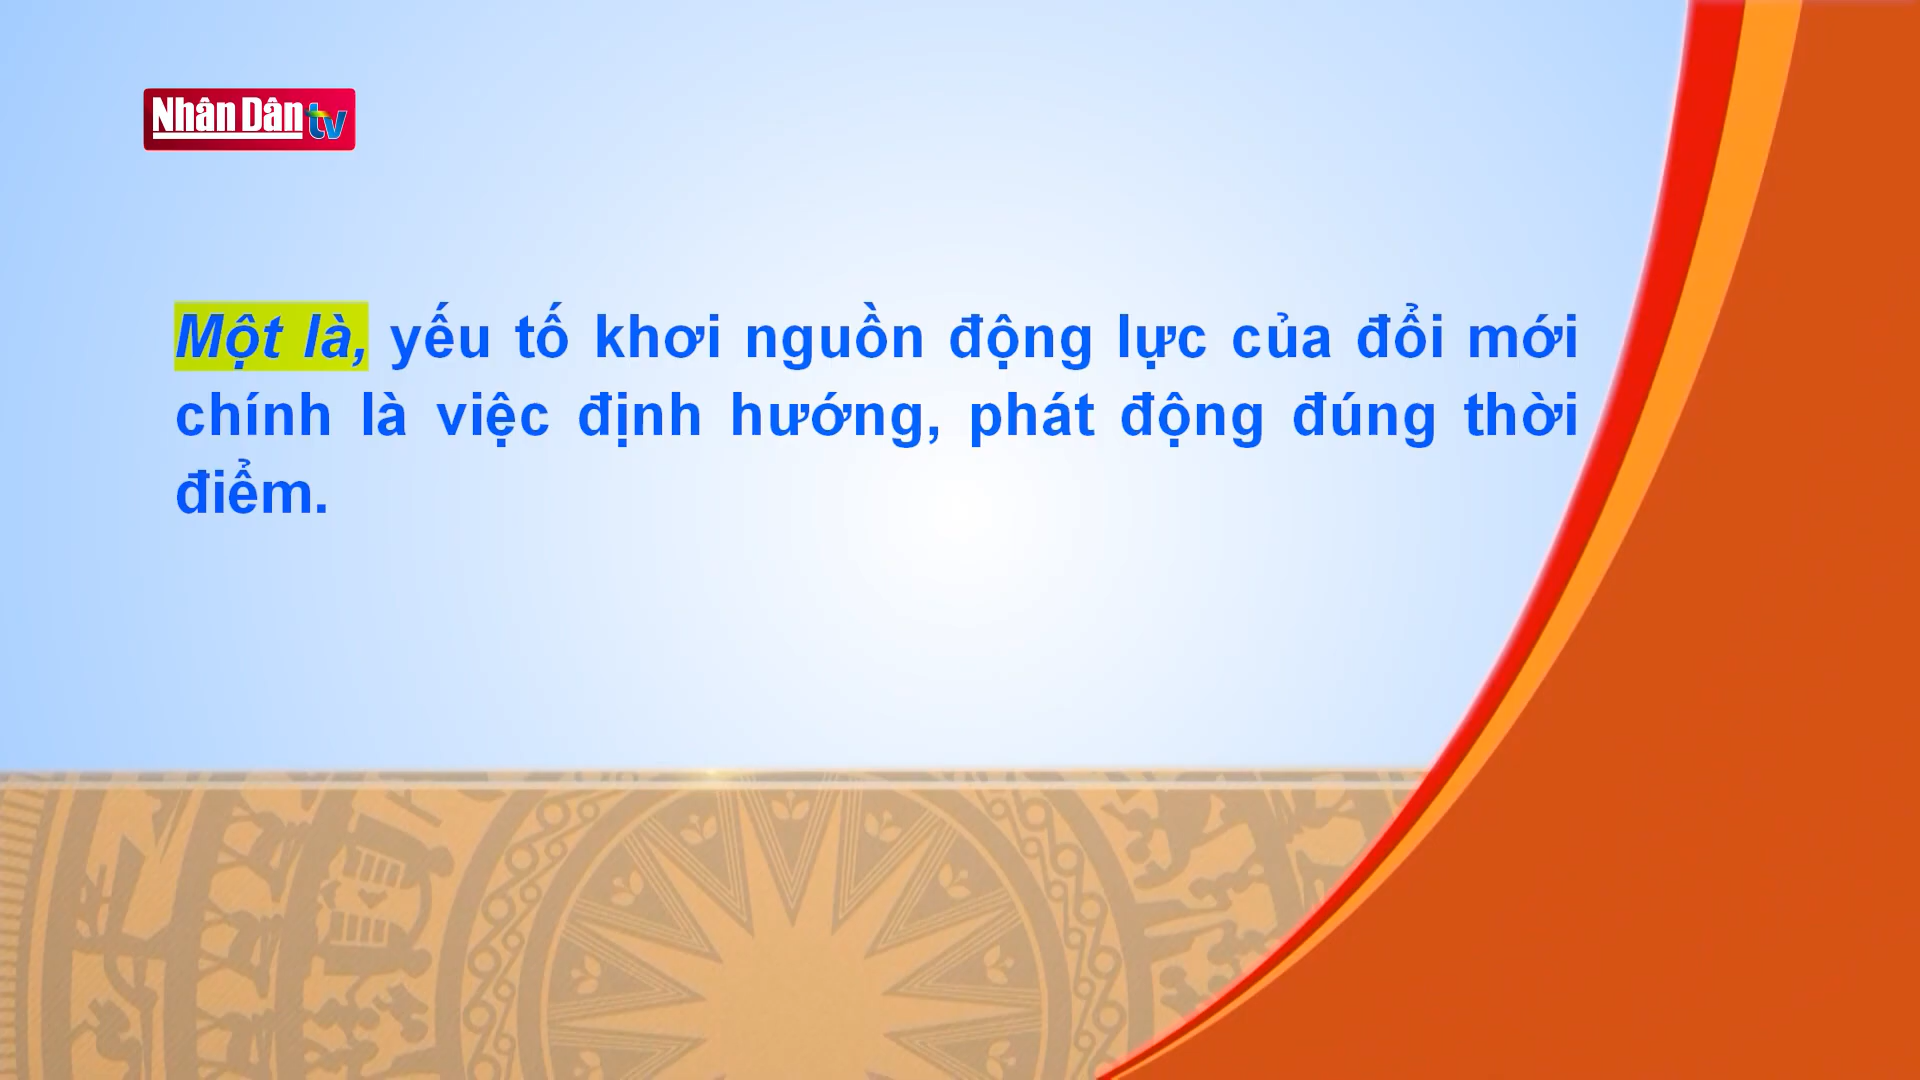 Nhân Dân tv
Một là, yếu tố khơi nguồn động lực của đổi mới
chính là việc định hướng, phát động đúng thời
điểm.